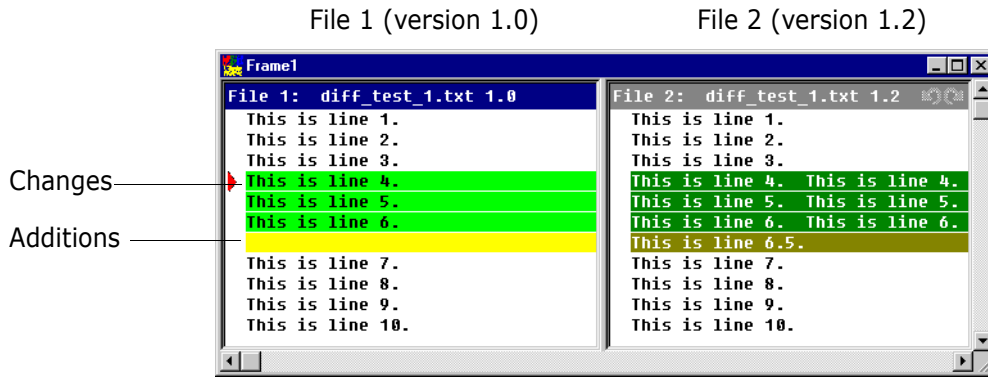 File 1 (version 1.0)
File 2 (version 1.2)
Frame1
File 1:  diff_test_1.txt 1.0
This is line 1.
This is line 2.
This is line 3.
This is line 4.
This is line 5.
This is line 6.
This is line 7.
This is line 8.
This is line 9.
This is line 10.
File 2:  diff_test_1.txt 1.2
This is line 1.
This is line 2.
This is line 3.
This is line 4.  This is line 4.
This is line 5.  This is line 5.
This is line 6.  This is line 6.
This is line 6.5.
This is line 7.
This is line 8.
This is line 9.
This is line 10.
Changes
Additions